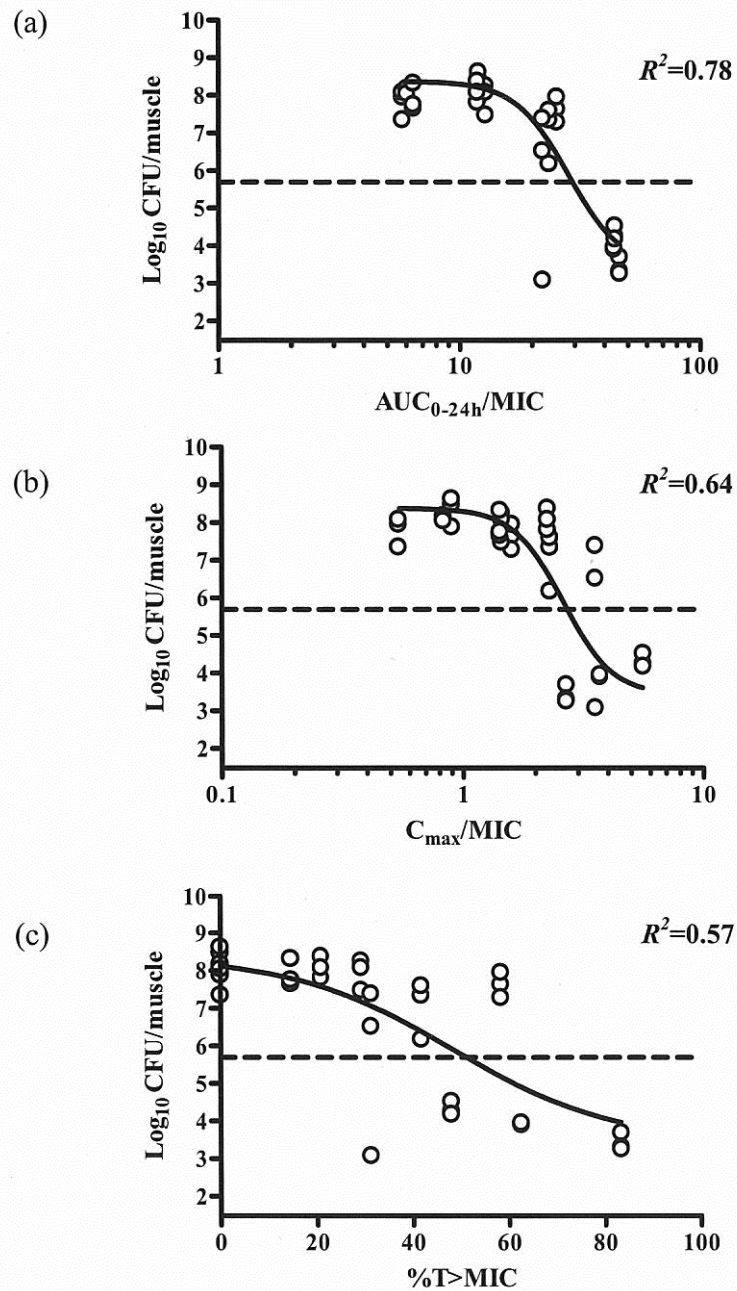 (a)
R²=0.78
10
9
8
7
6
5
4
3
2
Log₁₀ CFU/muscle
1 10 100
AUC₀₋₂₄ₕ/MIC
(b)
R²=0.64
10
9
8
7
6
5
4
3
2
Log₁₀ CFU/muscle
0.1 1 10
Cₘₐₓ/MIC
(c)
R²=0.57
10
9
8
7
6
5
4
3
2
Log₁₀ CFU/muscle
0 20 40 60 80 100
%T>MIC